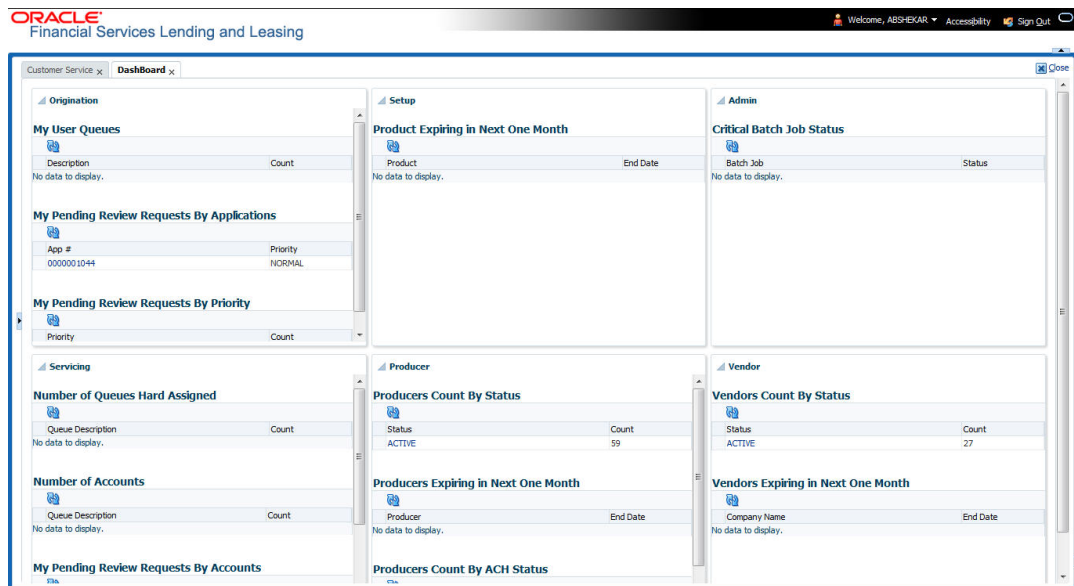 ORACLE®
Financial Services Lending and Leasing
Welcome, ABSHEKAR
Accessibility
Sign Out
Customer Service
DashBoard
Close
Origination
My User Queues
Description Count
No data to display.
My Pending Review Requests By Applications
App # Priority
0000001044 NORMAL
My Pending Review Requests By Priority
Priority Count
Setup
Product Expiring in Next One Month
Product End Date
No data to display.
Admin
Critical Batch Job Status
Batch Job Status
No data to display.
Servicing
Number of Queues Hard Assigned
Queue Description Count
No data to display.
Number of Accounts
Queue Description Count
No data to display.
My Pending Review Requests By Accounts
Producer
Producers Count By Status
Status Count
ACTIVE 59
Producers Expiring in Next One Month
Producer End Date
No data to display.
Producers Count By ACH Status
Vendor
Vendors Count By Status
Status Count
ACTIVE 27
Vendors Expiring in Next One Month
Company Name End Date
No data to display.